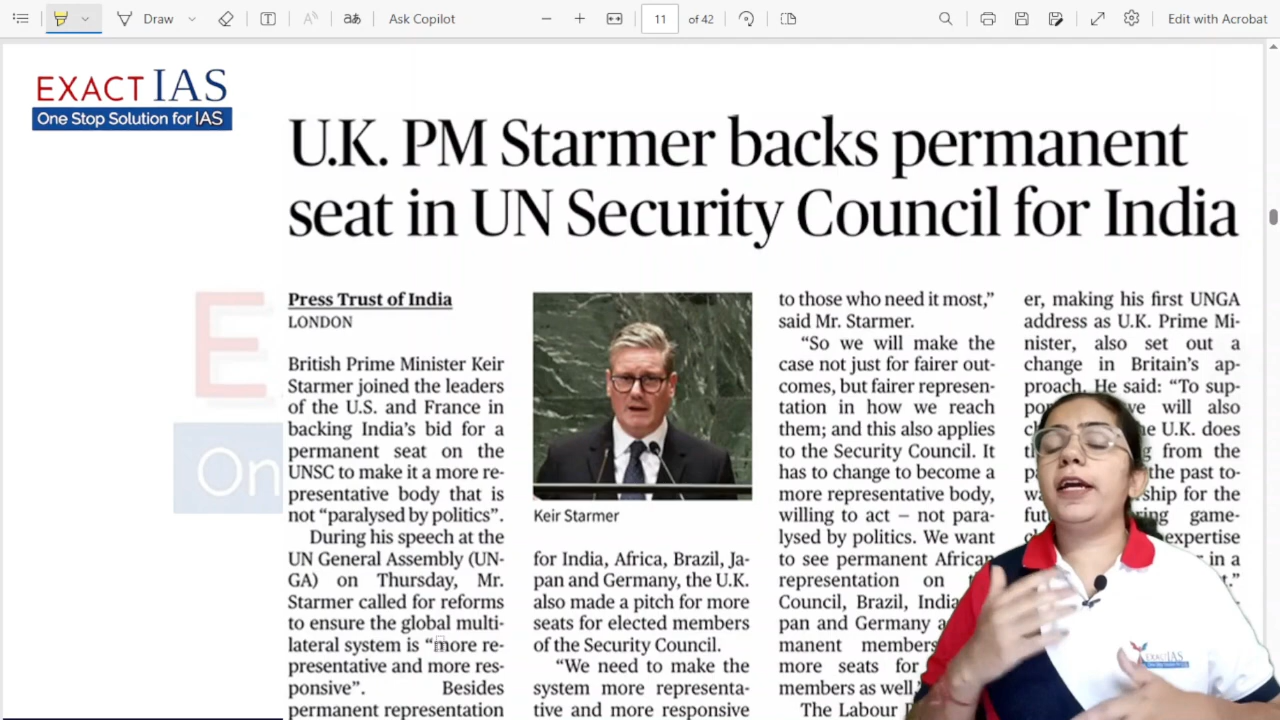 Draw
Ask Copilot
11
of 42
Edit with Acrobat
EXACT IAS
One Stop Solution for IAS
U.K. PM Starmer backs permanent
seat in UN Security Council for India
E
On
Press Trust of India
LONDON
British Prime Minister Keir
Starmer joined the leaders
of the U.S. and France in
backing India’s bid for a
permanent seat on the
UNSC to make it a more re-
presentative body that is
not “paralysed by politics”.
During his speech at the
UN General Assembly (UN-
GA) on Thursday, Mr.
Starmer called for reforms
to ensure the global multi-
lateral system is “more re-
presentative and more res-
ponsive”. Besides
permanent representation
Keir Starmer
for India, Africa, Brazil, Ja-
pan and Germany, the U.K.
also made a pitch for more
seats for elected members
of the Security Council.
“We need to make the
system more representa-
tive and more responsive
to those who need it most,”
said Mr. Starmer.
“So we will make the
case not just for fairer out-
comes, but fairer represen-
tation in how we reach
them; and this also applies
to the Security Council. It
has to change to become a
more representative body,
willing to act – not para-
lysed by politics. We want
to see permanent African
representation on
Council, Brazil, India
pan and Germany
manent members
more seats for
members as well,
The Labour
er, making his first UNGA
address as U.K. Prime Mi-
nister, also set out a
change in Britain’s ap-
proach. He said: “To sup-
we will also
U.K. does
from the
the past to-
for the
game-
expertise
in a
EXACT IAS